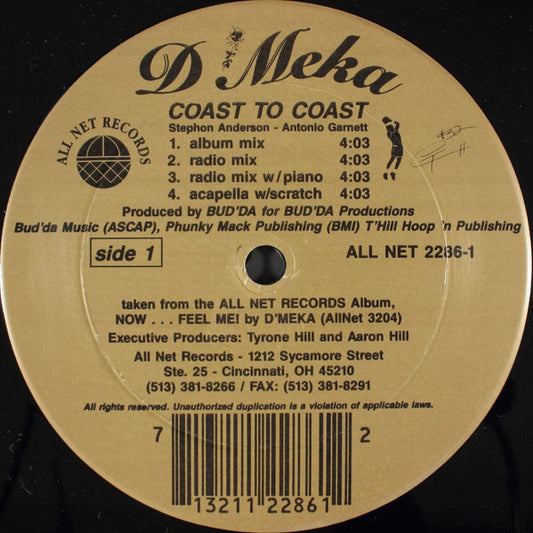 D'Meka
COAST TO COAST
Stephon Anderson - Antonio Garnett
1. album mix 4:03
2. radio mix 4:03
3. radio mix w/piano 4:03
4. acapella w/scratch 4:03
ALL NET RECORDS
Produced by BUD'DA for BUD'DA Productions
Bud'da Music (ASCAP), Phunky Mack Publishing (BMI) T'Hill Hoop 'n Publishing
side 1
ALL NET 2286-1
taken from the ALL NET RECORDS Album,
NOW . . . FEEL ME! by D'MEKA (AllNet 3204)
Executive Producers: Tyrone Hill and Aaron Hill
All Net Records - 1212 Sycamore Street
Ste. 25 - Cincinnati, OH 45210
(513) 381-8266 / FAX: (513) 381-8291
All rights reserved. Unauthorized duplication is a violation of applicable laws.
7 13211 22861 2